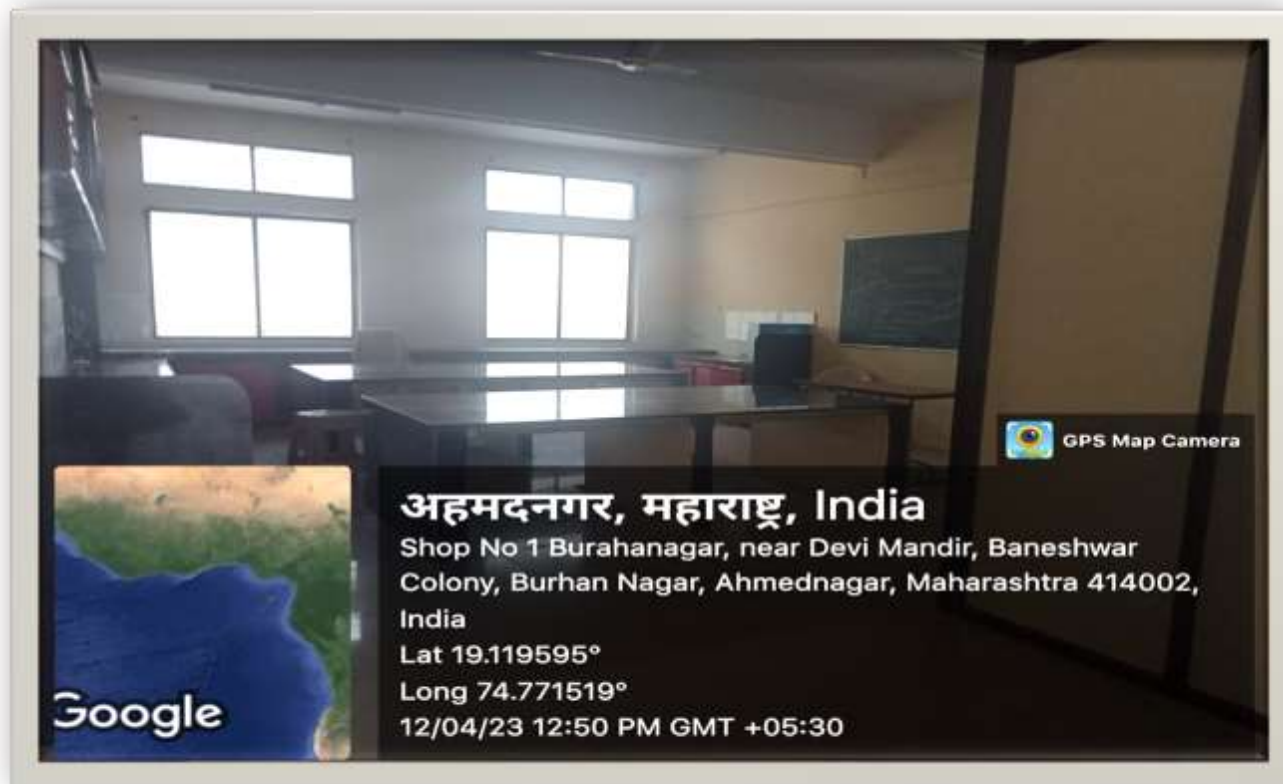 GPS Map Camera
अहमदनगर, महाराष्ट्र, India
Shop No 1 Burahanagar, near Devi Mandir, Baneshwar
Colony, Burhan Nagar, Ahmednagar, Maharashtra 414002,
India
Lat 19.119595°
Long 74.771519°
12/04/23 12:50 PM GMT +05:30
Google